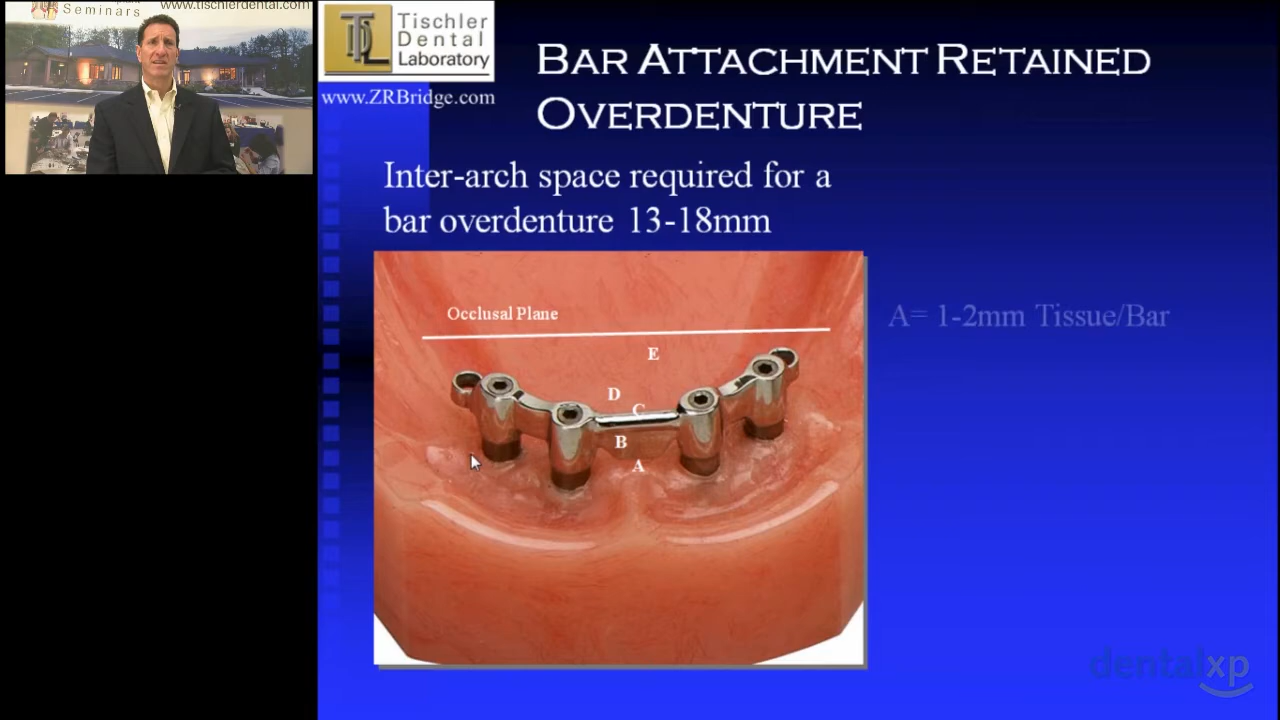 Seminars
www.tischlerdental.com
TDL
Tischler
Dental
Laboratory
www.ZRBridge.com
BAR ATTACHMENT RETAINED
OVERDENTURE
Inter-arch space required for a
bar overdenture 13-18mm
Occlusal Plane
E
D
C
B
A
A= 1-2mm Tissue/Bar
dentalxp